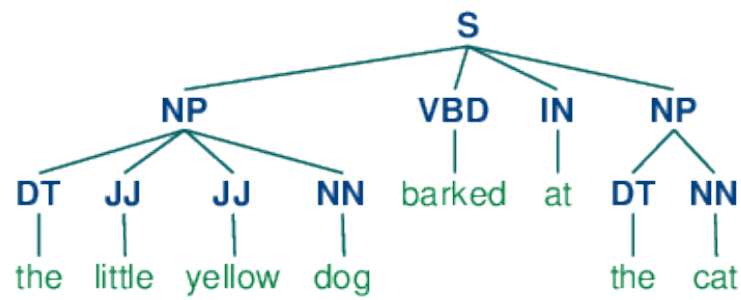 S
NP VBD IN NP
DT JJ JJ NN barked at DT NN
the little yellow dog the cat